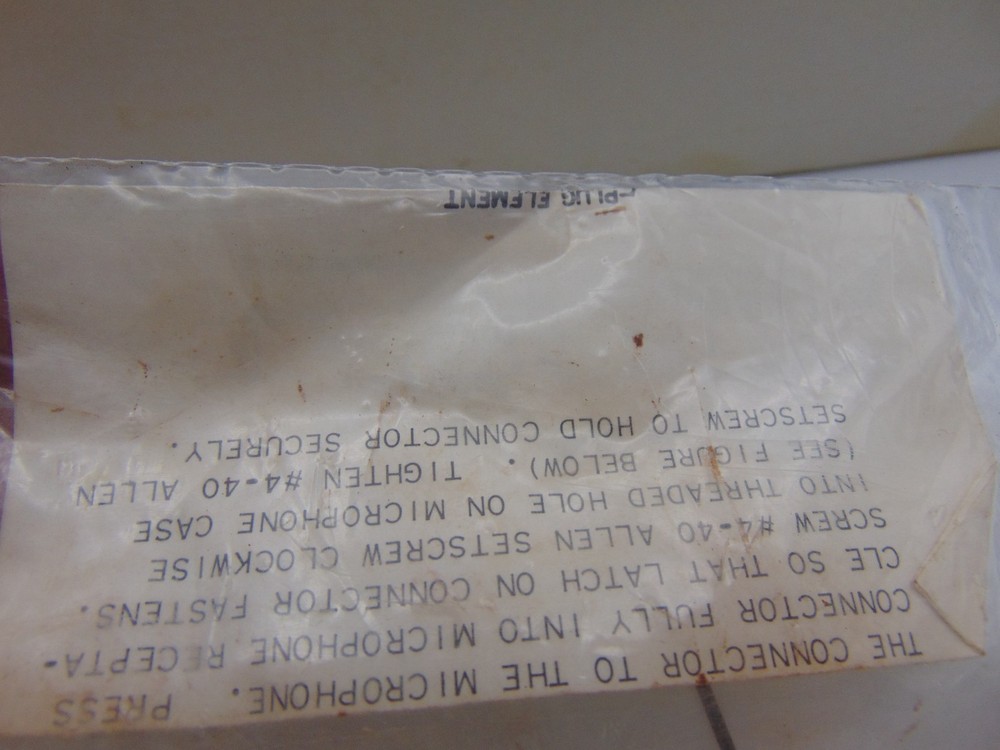 THE CONNECTOR TO THE MICROPHONE. PRESS
CONNECTOR FULLY INTO MICROPHONE RECEPTA-
CLE SO THAT LATCH ON CONNECTOR FASTENS.
SCREW #4-40 ALLEN SETSCREW CLOCKWISE
INTO THREADED HOLE ON MICROPHONE CASE
(SEE FIGURE BELOW). TIGHTEN #4-40 ALLEN
SETSCREW TO HOLD CONNECTOR SECURELY.
-PLUG ELEMENT